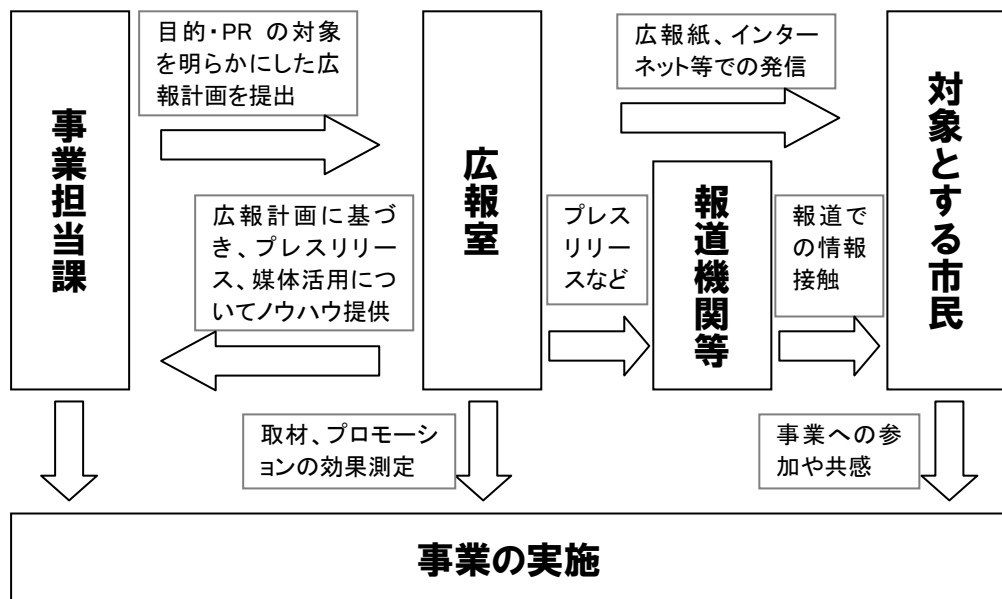 目的・PR の対象
を明らかにした広
報計画を提出
広報紙、インター
ネット等での発信
事業担当課
広報室
報道機関等
対象とする市民
広報計画に基づ
き、プレスリリー
ス、媒体活用につ
いてノウハウ提供
プレス
リリー
スなど
報道で
の情報
接触
取材、プロモーシ
ョンの効果測定
事業への参
加や共感
事業の実施